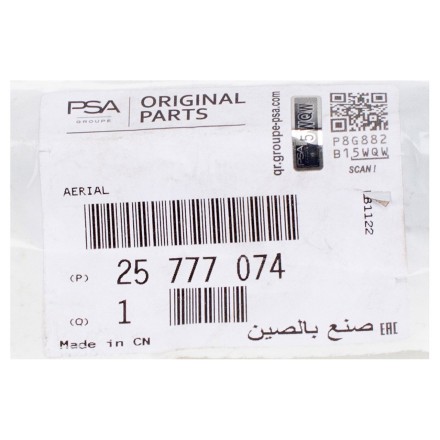 PSA
GROUPE
ORIGINAL
PARTS
qr.groupe-psa.com
5WQW
P8G882
B15WQW
SCAN!
AERIAL
LB1122
(P) 25 777 074
(Q) 1
Made in CN
صنع بالصين
EAC